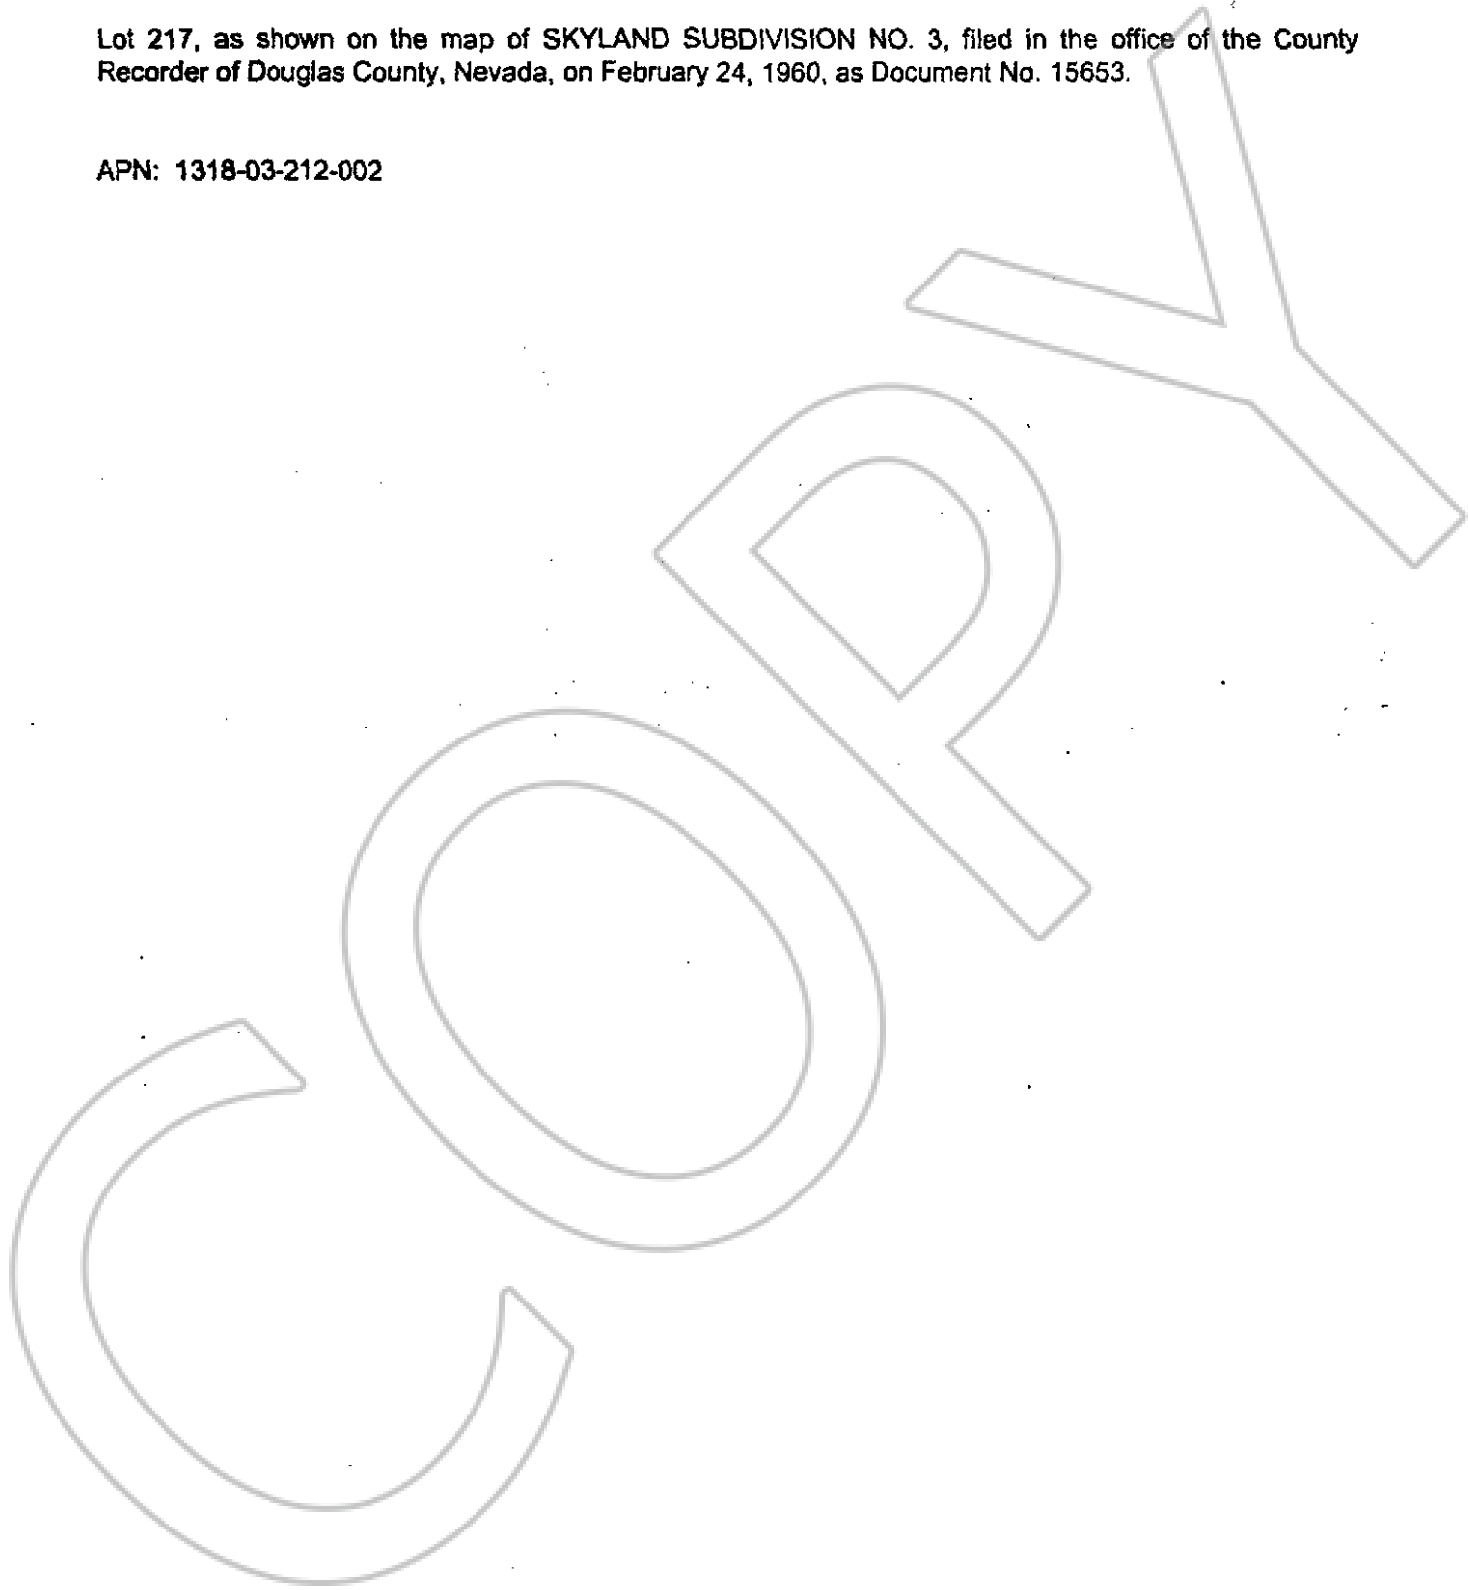 Lot 217, as shown on the map of SKYLAND SUBDIVISION NO. 3, filed in the office of the County
Recorder of Douglas County, Nevada, on February 24, 1960, as Document No. 15653.
APN: 1318-03-212-002
COPY